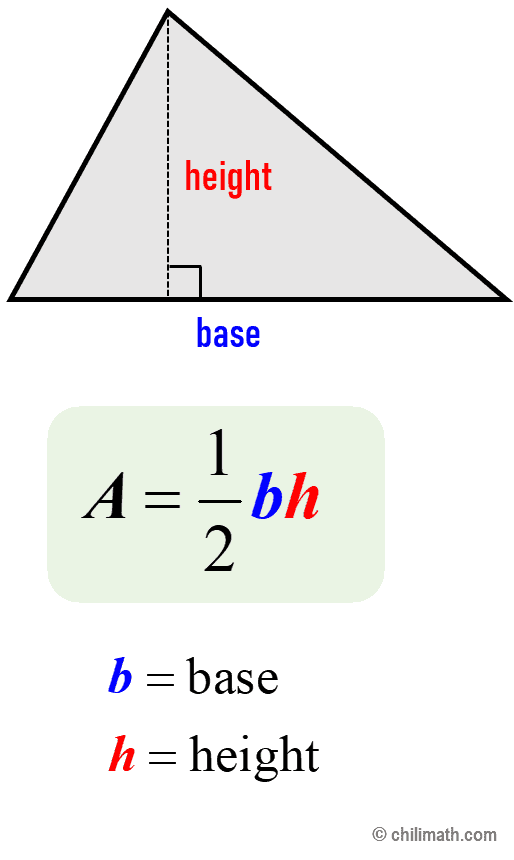 height
base
A = 1/2 bh
b = base
h = height
© chilimath.com